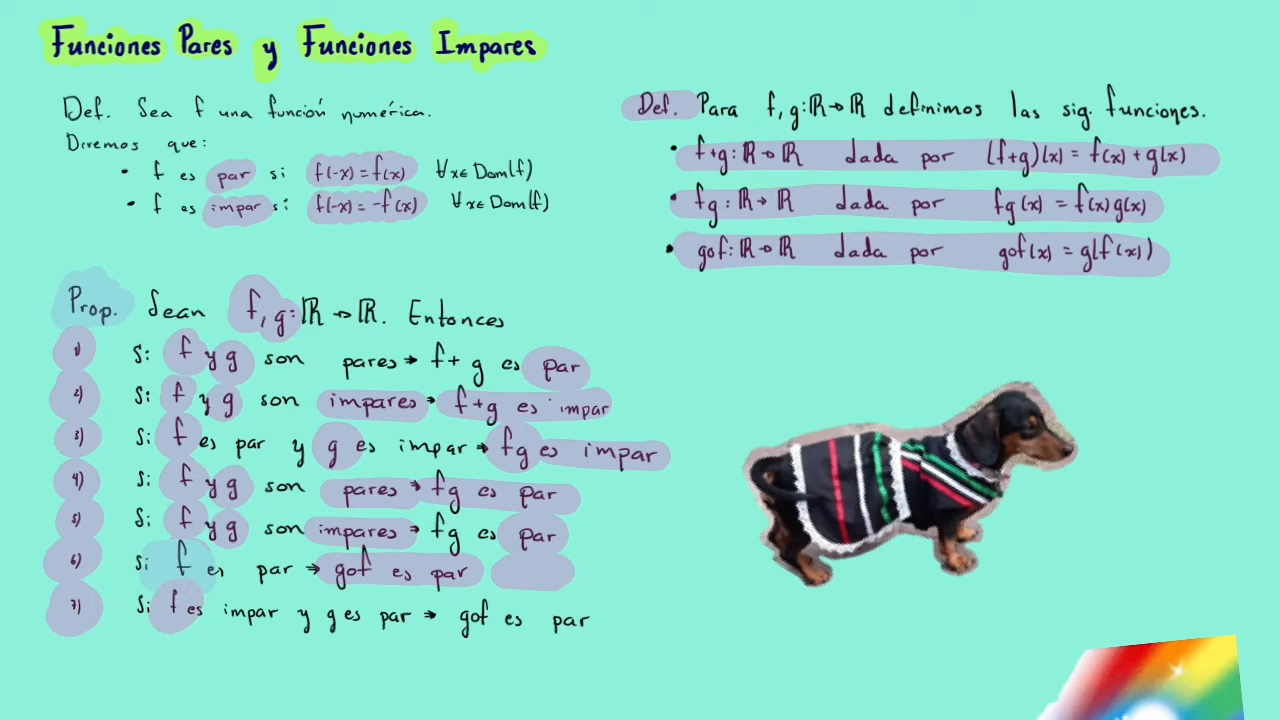 Funciones Pares y Funciones Impares
Def. Sea f una función numérica.
Diremos que:
• f es par si: f(-x) = f(x) ∀x∈Dom(f)
• f es impar si: f(-x) = -f(x) ∀x∈Dom(f)
Def. Para f, g: ℝ→ℝ definimos las sig. funciones.
• f+g: ℝ→ℝ dada por (f+g)(x) = f(x) + g(x)
• fg: ℝ→ℝ dada por fg(x) = f(x)g(x)
• gof: ℝ→ℝ dada por gof(x) = g(f(x))
Prop. Sean f, g: ℝ→ℝ. Entonces
1) Si f y g son pares → f+g es par
2) Si f y g son impares → f+g es impar
3) Si f es par y g es impar → fg es impar
4) Si f y g son pares → fg es par
5) Si f y g son impares → fg es par
6) Si f es par → gof es par
7) Si f es impar y g es par → gof es par